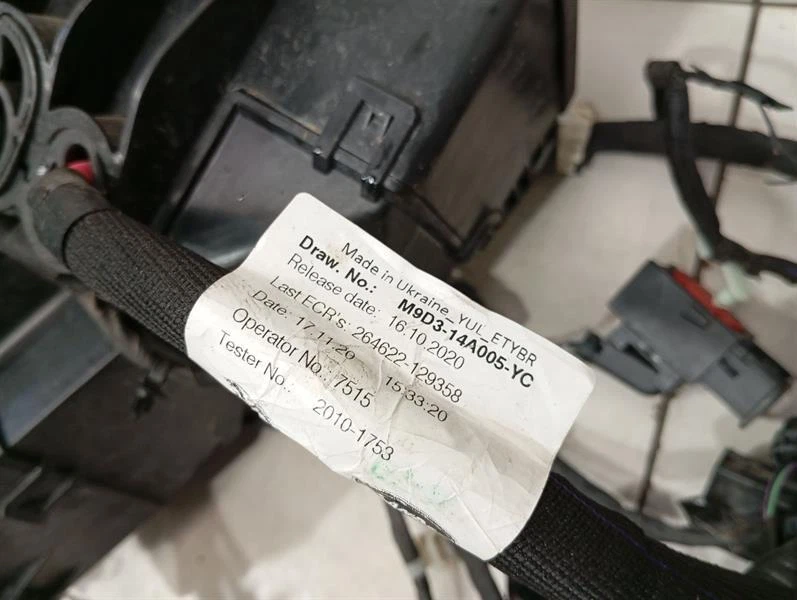 Made in Ukraine_YUL_ETYBR
Draw. No.: M9D3-14A005-YC
Release date: 16.10.2020
Last ECR's: 264622-129358
Date: 17.11.20 15:33:20
Operator No.: 7515
Tester No.: 2010-1753